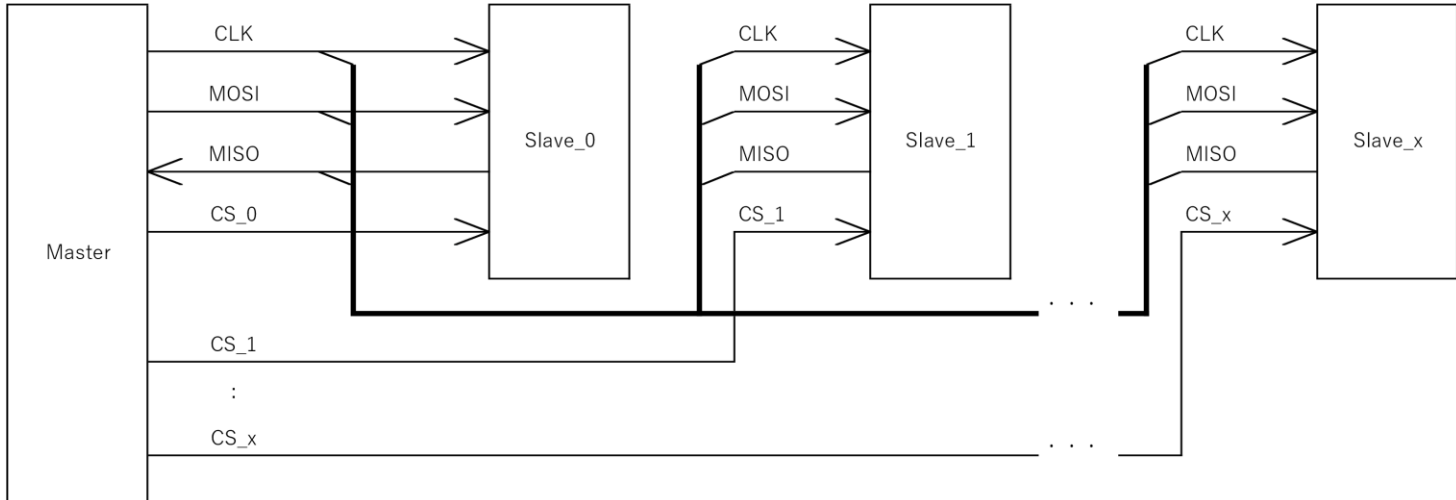 CLK
CLK
CLK
MOSI
MOSI
MOSI
Slave_0
Slave_1
Slave_x
MISO
MISO
MISO
CS_0
CS_1
CS_x
Master
. . .
CS_1
:
CS_x
. . .